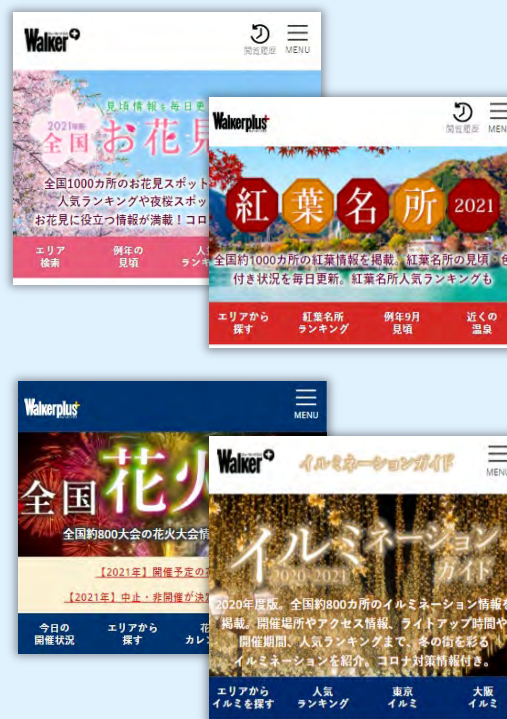 Walker+
閲覧履歴
MENU
見頃情報を毎日更
2021年版
全国
お花見
全国1000カ所のお花見スポット
人気ランキングや夜桜スポッ
お花見に役立つ情報が満載！コロ
エリア
検索
例年の
見頃
人
ランキ
Walkerplus
閲覧履歴
MEN
紅葉名所 2021
全国約1000カ所の紅葉情報を掲載。紅葉名所の見頃・色
付き状況を毎日更新。紅葉名所人気ランキングも
エリアから
探す
紅葉名所
ランキング
例年9月
見頃
近くの
温泉
Walkerplus
MENU
全国花火
全国約800大会の花火大会情
【2021年】開催予定の花
【2021年】中止・非開催が決定
今日の
開催状況
エリアから
探す
花
カレン
Walker+
イルミネーションガイド
MENU
イルミネーション
2020-2021
ガイド
2020年度版。全国約800カ所のイルミネーション情報を
掲載。開催場所やアクセス情報、ライトアップ時間や
開催期間、人気ランキングまで、冬の街を彩る
イルミネーションを紹介。コロナ対策情報付き。
エリアから
イルミを探す
人気
ランキング
東京
イルミ
大阪
イルミ